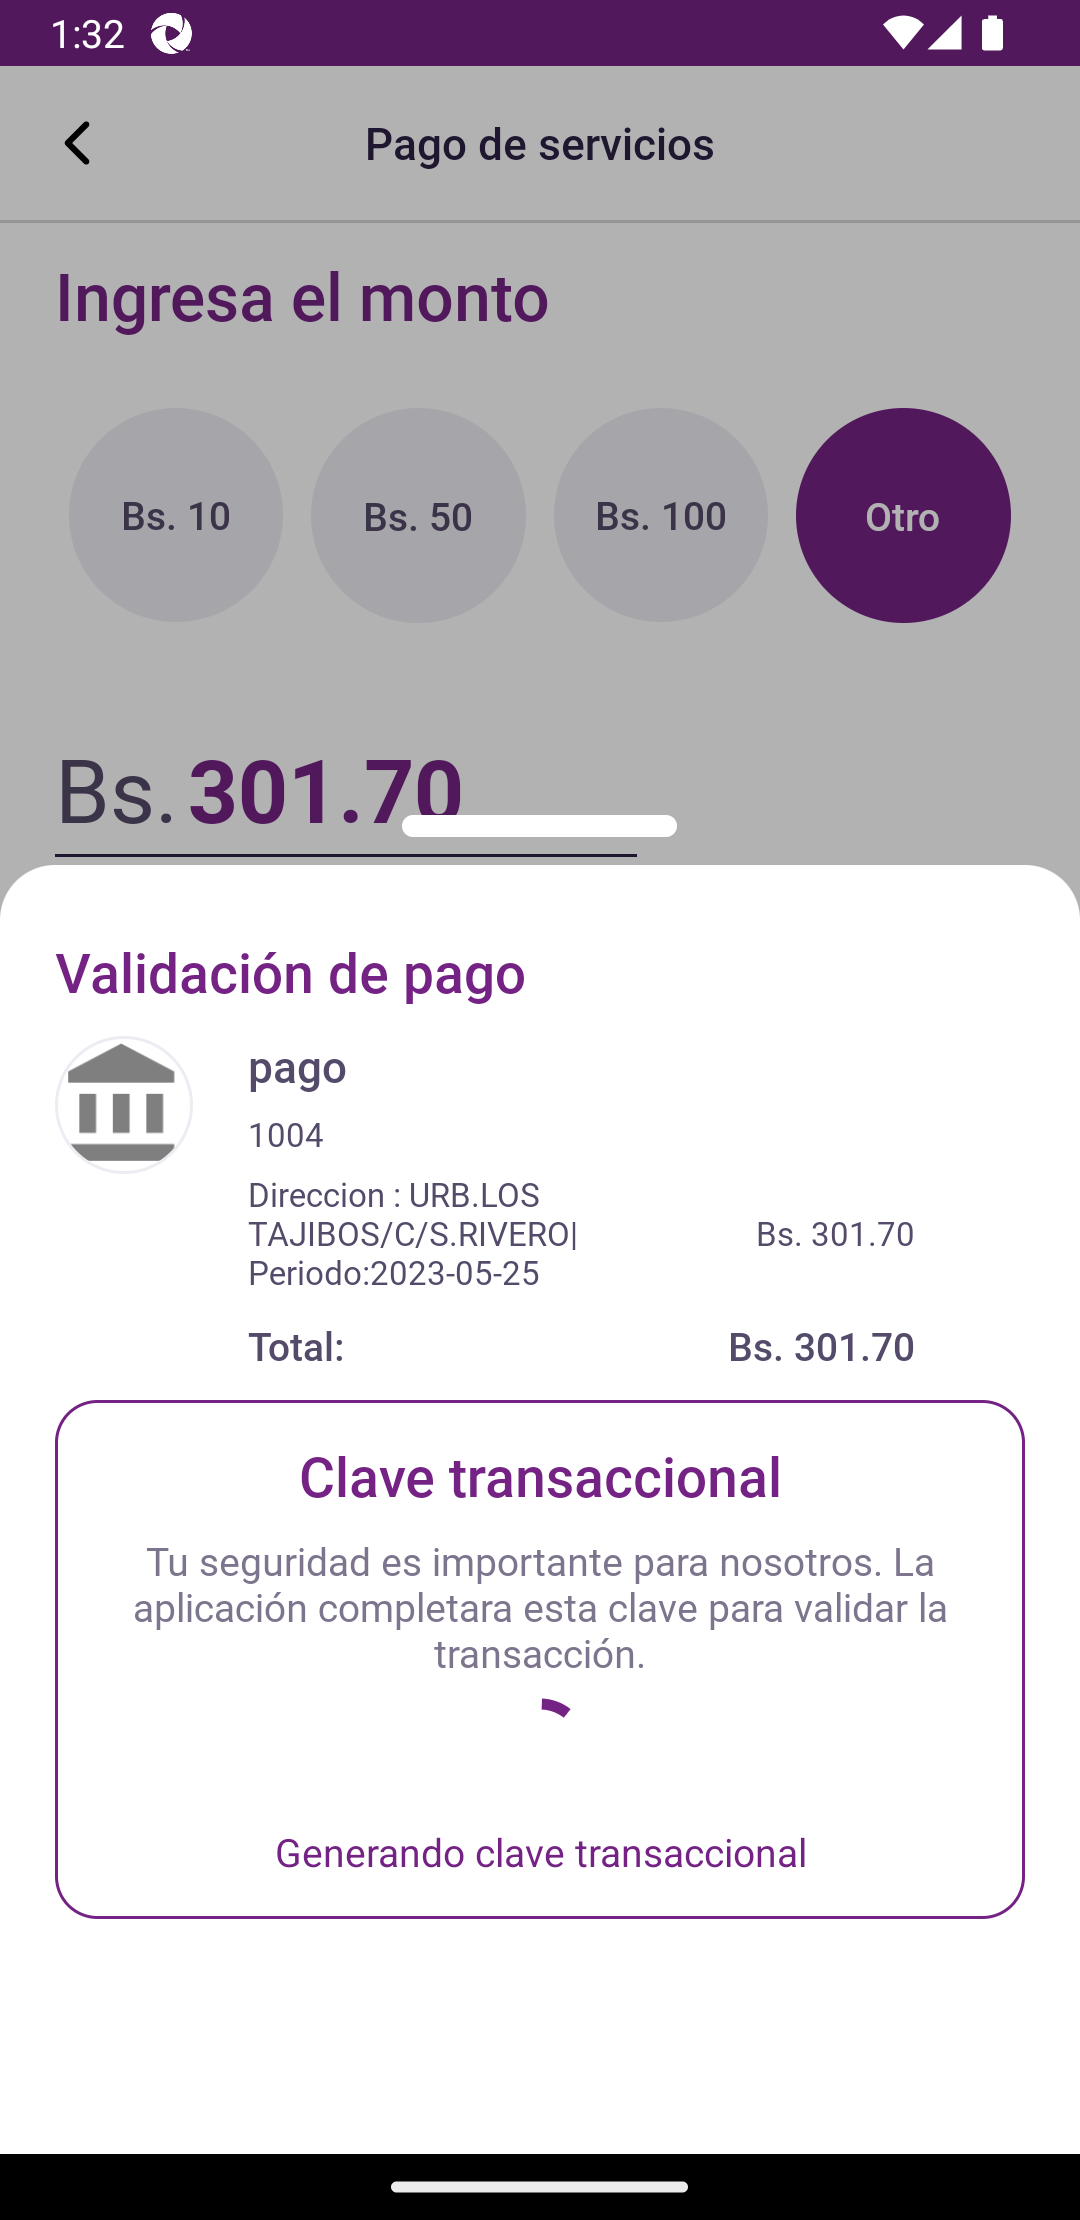 1:32
Pago de servicios
Ingresa el monto
Bs. 10
Bs. 50
Bs. 100
Otro
Bs. 301.70
Validación de pago
pago
1004
Direccion : URB.LOS
TAJIBOS/C/S.RIVERO|
Periodo:2023-05-25
Bs. 301.70
Total:
Bs. 301.70
Clave transaccional
Tu seguridad es importante para nosotros. La
aplicación completara esta clave para validar la
transacción.
Generando clave transaccional